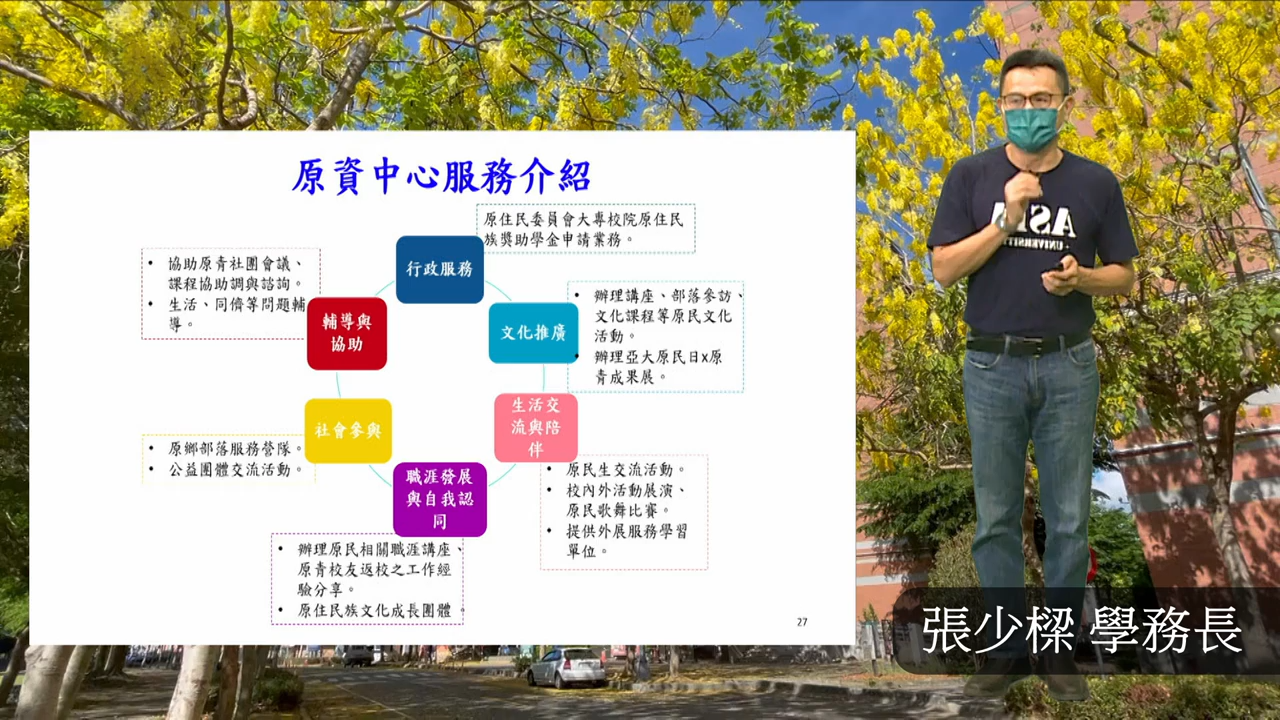 原資中心服務介紹
原住民委員會大專校院原住民
族獎助學金申請業務。
行政服務
• 辦理講座、部落參訪、
文化課程等原民文化
活動。
• 辦理亞大原民日x原
青成果展。
文化推廣
生活交
流與陪
伴
• 原民生交流活動。
• 校內外活動展演、
原民歌舞比賽。
• 提供外展服務學習
單位。
職涯發展
與自我認
同
• 辦理原民相關職涯講座、
原青校友返校之工作經
驗分享。
• 原住民族文化成長團體。
社會參與
• 原鄉部落服務營隊。
• 公益團體交流活動。
輔導與
協助
• 協助原青社團會議、
課程協助調與諮詢。
• 生活、同儕等問題輔
導。
27
ASIA
UNIVERSITY
張少樑 學務長